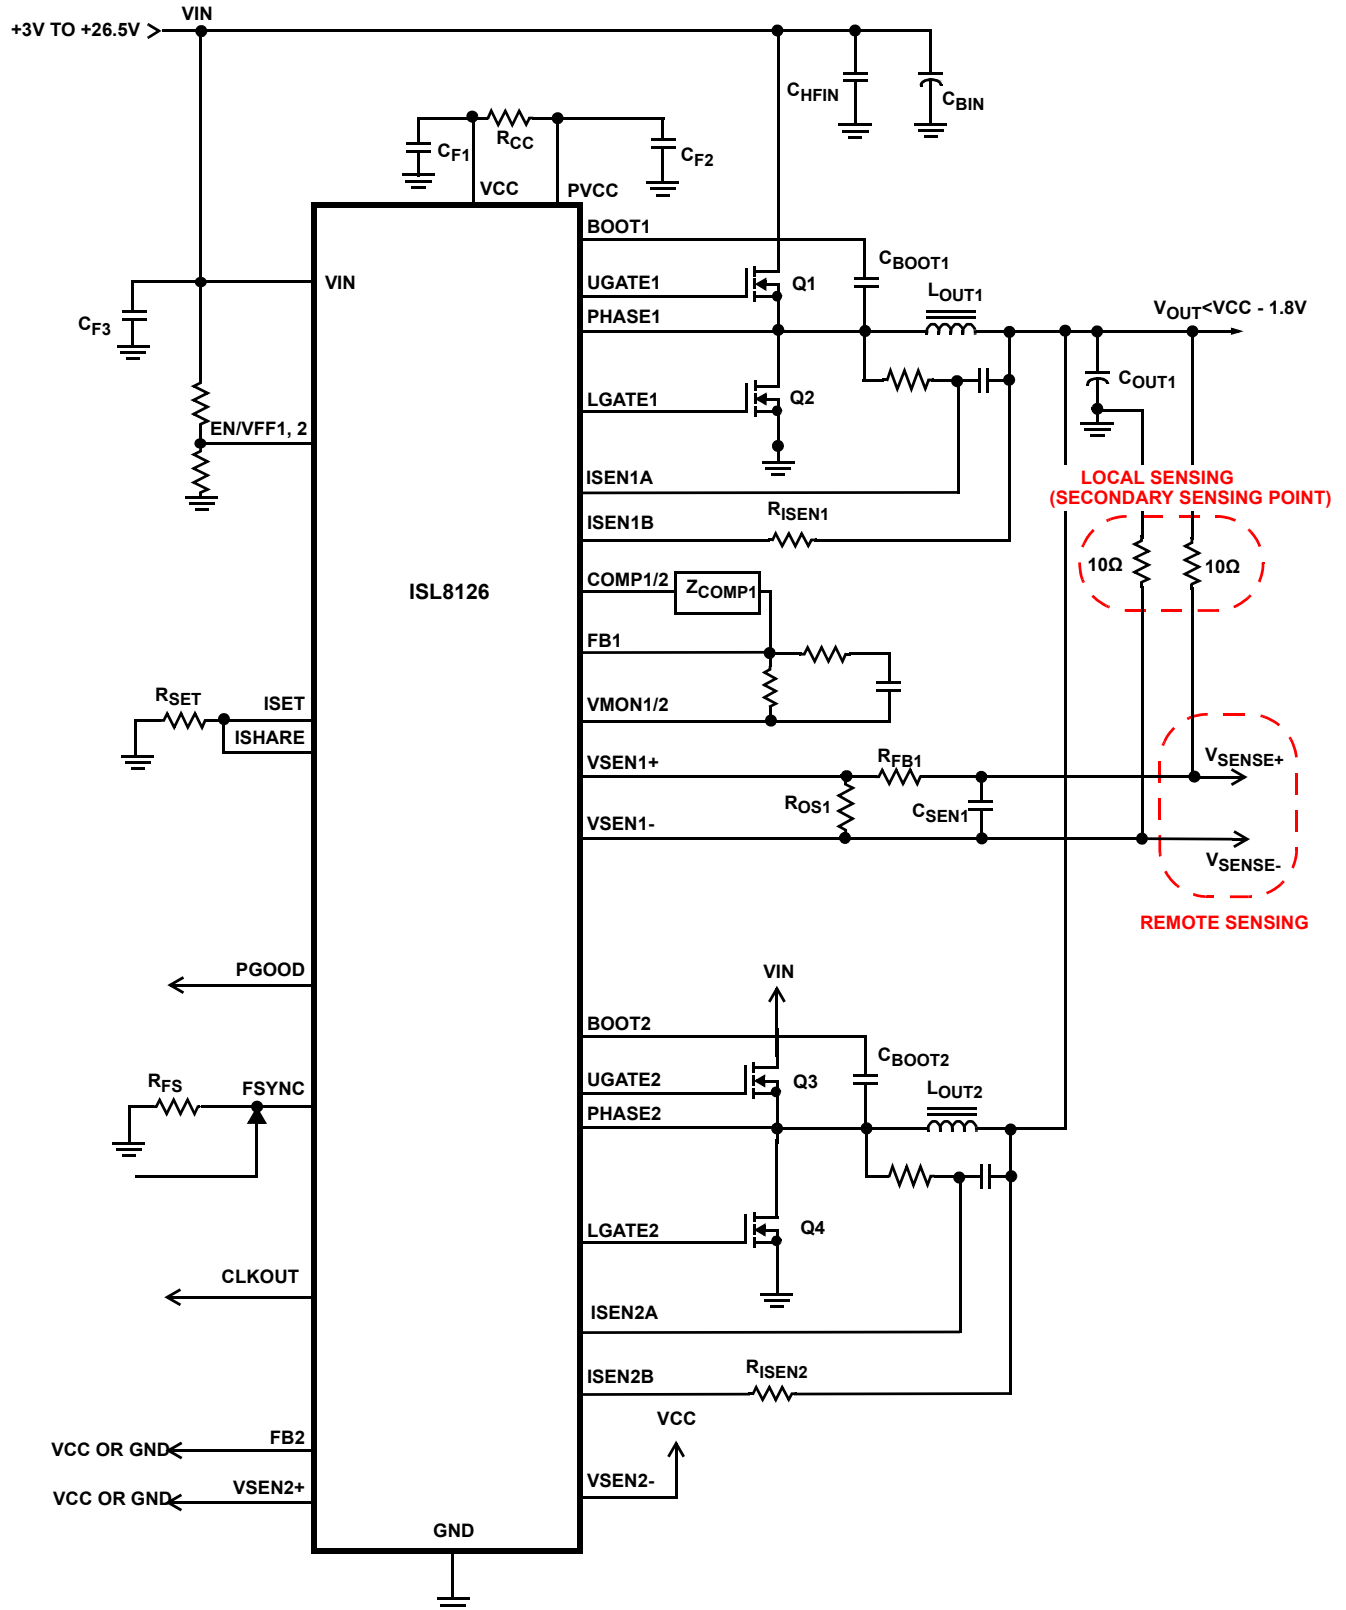 VIN
+3V TO +26.5V
CHFIN
CBIN
CF1
RCC
CF2
VCC
PVCC
BOOT1
CBOOT1
VIN
UGATE1
Q1
LOUT1
CF3
PHASE1
VOUT<VCC - 1.8V
COUT1
LGATE1
Q2
EN/VFF1, 2
ISEN1A
LOCAL SENSING
(SECONDARY SENSING POINT)
RISEN1
ISEN1B
10Ω
10Ω
ISL8126
COMP1/2
ZCOMP1
FB1
RSET
ISET
VMON1/2
ISHARE
VSEN1+
RFB1
VSENSE+
ROS1
CSEN1
VSEN1-
VSENSE-
REMOTE SENSING
PGOOD
VIN
BOOT2
CBOOT2
RFS
FSYNC
UGATE2
Q3
LOUT2
PHASE2
LGATE2
Q4
CLKOUT
ISEN2A
RISEN2
ISEN2B
VCC
FB2
VCC OR GND
VSEN2+
VCC OR GND
VSEN2-
GND